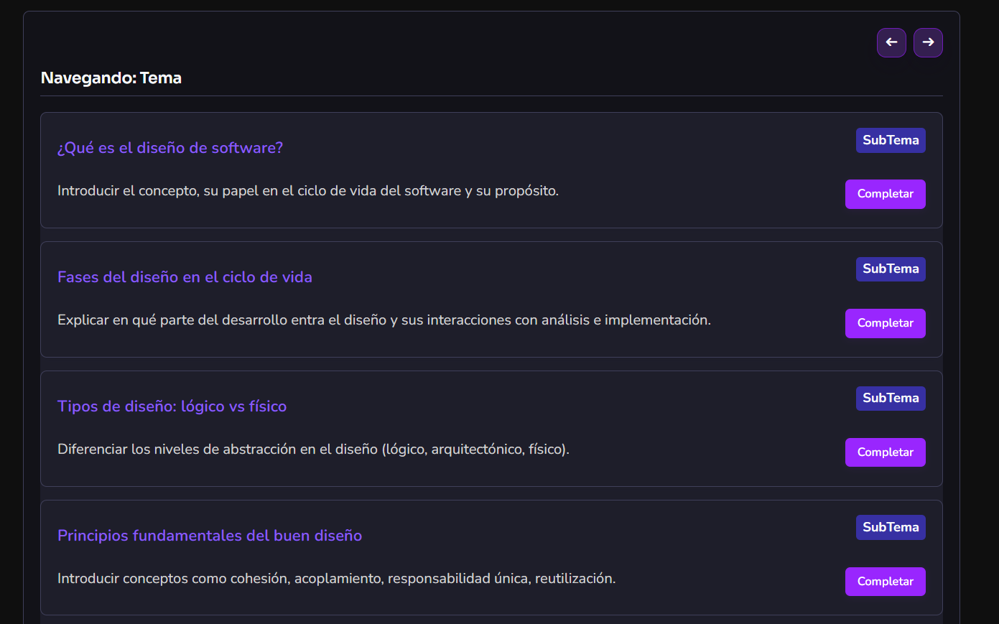 Navegando: Tema
¿Qué es el diseño de software?
SubTema
Introducir el concepto, su papel en el ciclo de vida del software y su propósito.
Completar
Fases del diseño en el ciclo de vida
SubTema
Explicar en qué parte del desarrollo entra el diseño y sus interacciones con análisis e implementación.
Completar
Tipos de diseño: lógico vs físico
SubTema
Diferenciar los niveles de abstracción en el diseño (lógico, arquitectónico, físico).
Completar
Principios fundamentales del buen diseño
SubTema
Introducir conceptos como cohesión, acoplamiento, responsabilidad única, reutilización.
Completar